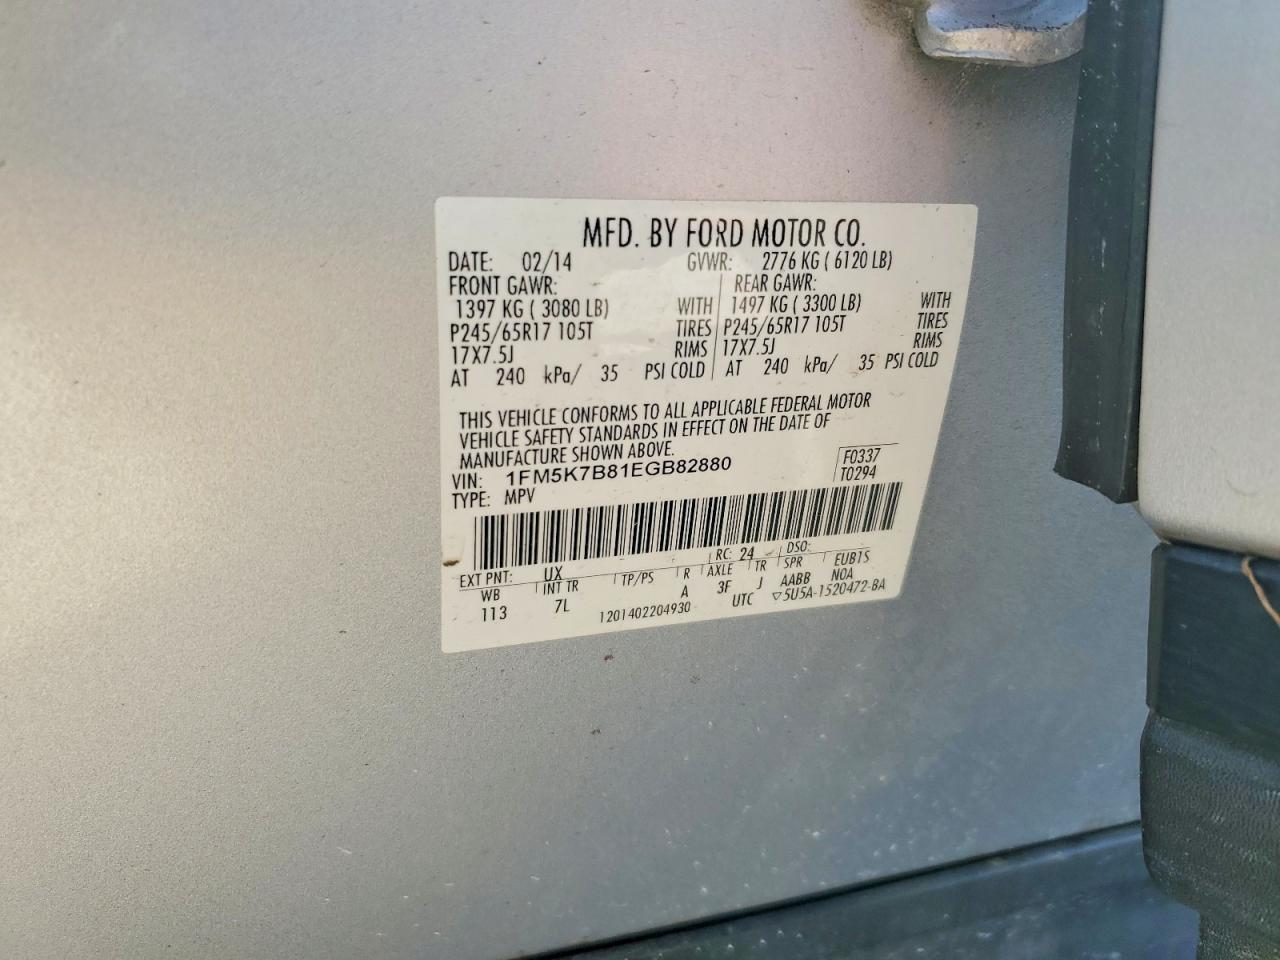 MFD. BY FORD MOTOR CO.
DATE: 02/14 GVWR: 2776 KG ( 6120 LB)
FRONT GAWR: REAR GAWR:
1397 KG ( 3080 LB) WITH 1497 KG ( 3300 LB) WITH
P245/65R17 105T TIRES P245/65R17 105T TIRES
17X7.5J RIMS 17X7.5J RIMS
AT 240 kPa/ 35 PSI COLD AT 240 kPa/ 35 PSI COLD
THIS VEHICLE CONFORMS TO ALL APPLICABLE FEDERAL MOTOR
VEHICLE SAFETY STANDARDS IN EFFECT ON THE DATE OF
MANUFACTURE SHOWN ABOVE.
VIN: 1FM5K7B81EGB82880 F0337
TYPE: MPV T0294
EXT PNT: UX RC: 24 DSO:
WB INT TR TP/PS R AXLE TR SPR EUB1S
113 7L A 3F J AABB NOA
1201402204930 UTC ▽5U5A-1520472-BA